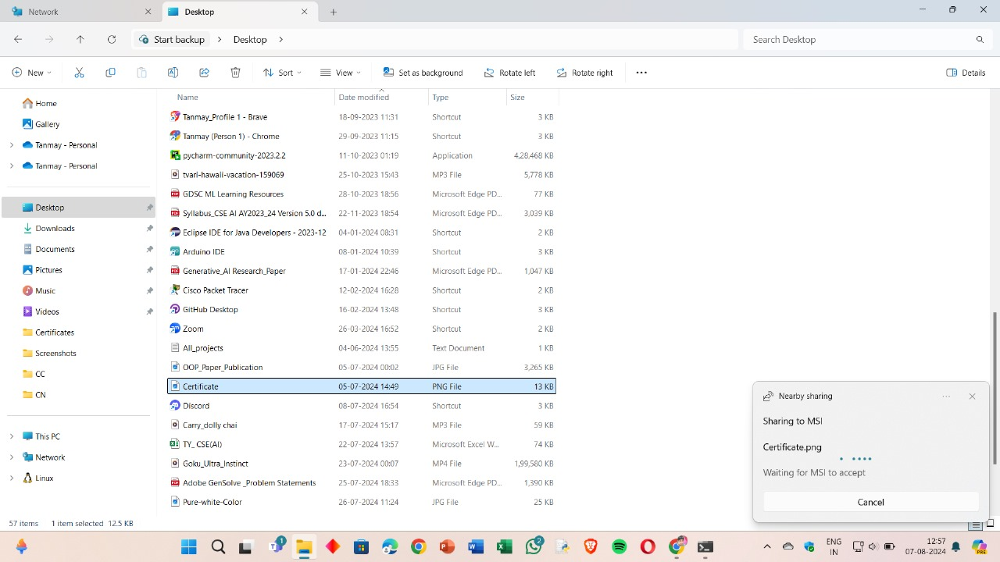 Network
Desktop
Start backup > Desktop >
Search Desktop
New
Sort
View
Set as background
Rotate left
Rotate right
Details
Home
Gallery
Tanmay - Personal
Tanmay - Personal
Desktop
Downloads
Documents
Pictures
Music
Videos
Certificates
Screenshots
CC
CN
This PC
Network
Linux
Name Date modified Type Size
Tanmay_Profile 1 - Brave 18-09-2023 11:31 Shortcut 3 KB
Tanmay (Person 1) - Chrome 29-09-2023 11:15 Shortcut 3 KB
pycharm-community-2023.2.2 11-10-2023 01:19 Application 4,28,468 KB
tvari-hawaii-vacation-159069 25-10-2023 15:43 MP3 File 5,778 KB
GDSC ML Learning Resources 28-10-2023 18:56 Microsoft Edge PD... 77 KB
Syllabus_CSE AI AY2023_24 Version 5.0 d... 22-11-2023 18:54 Microsoft Edge PD... 3,039 KB
Eclipse IDE for Java Developers - 2023-12 04-01-2024 08:31 Shortcut 2 KB
Arduino IDE 08-01-2024 10:39 Shortcut 3 KB
Generative_AI Research_Paper 17-01-2024 22:46 Microsoft Edge PD... 1,047 KB
Cisco Packet Tracer 12-02-2024 16:28 Shortcut 2 KB
GitHub Desktop 16-02-2024 13:48 Shortcut 3 KB
Zoom 26-03-2024 16:52 Shortcut 2 KB
All_projects 04-06-2024 13:55 Text Document 1 KB
OOP_Paper_Publication 05-07-2024 00:02 JPG File 3,265 KB
Certificate 05-07-2024 14:49 PNG File 13 KB
Discord 08-07-2024 16:54 Shortcut 3 KB
Carry_dolly chai 17-07-2024 15:17 MP3 File 59 KB
TY_ CSE(AI) 22-07-2024 13:57 Microsoft Excel W... 74 KB
Goku_Ultra_Instinct 23-07-2024 00:07 MP4 File 1,99,580 KB
Adobe GenSolve _Problem Statements 25-07-2024 18:33 Microsoft Edge PD... 1,390 KB
Pure-white-Color 26-07-2024 11:24 JPG File 25 KB
Nearby sharing
Sharing to MSI
Certificate.png
Waiting for MSI to accept
Cancel
57 items 1 item selected 12.5 KB
1
2
ENG
IN
12:57
07-08-2024
PRE